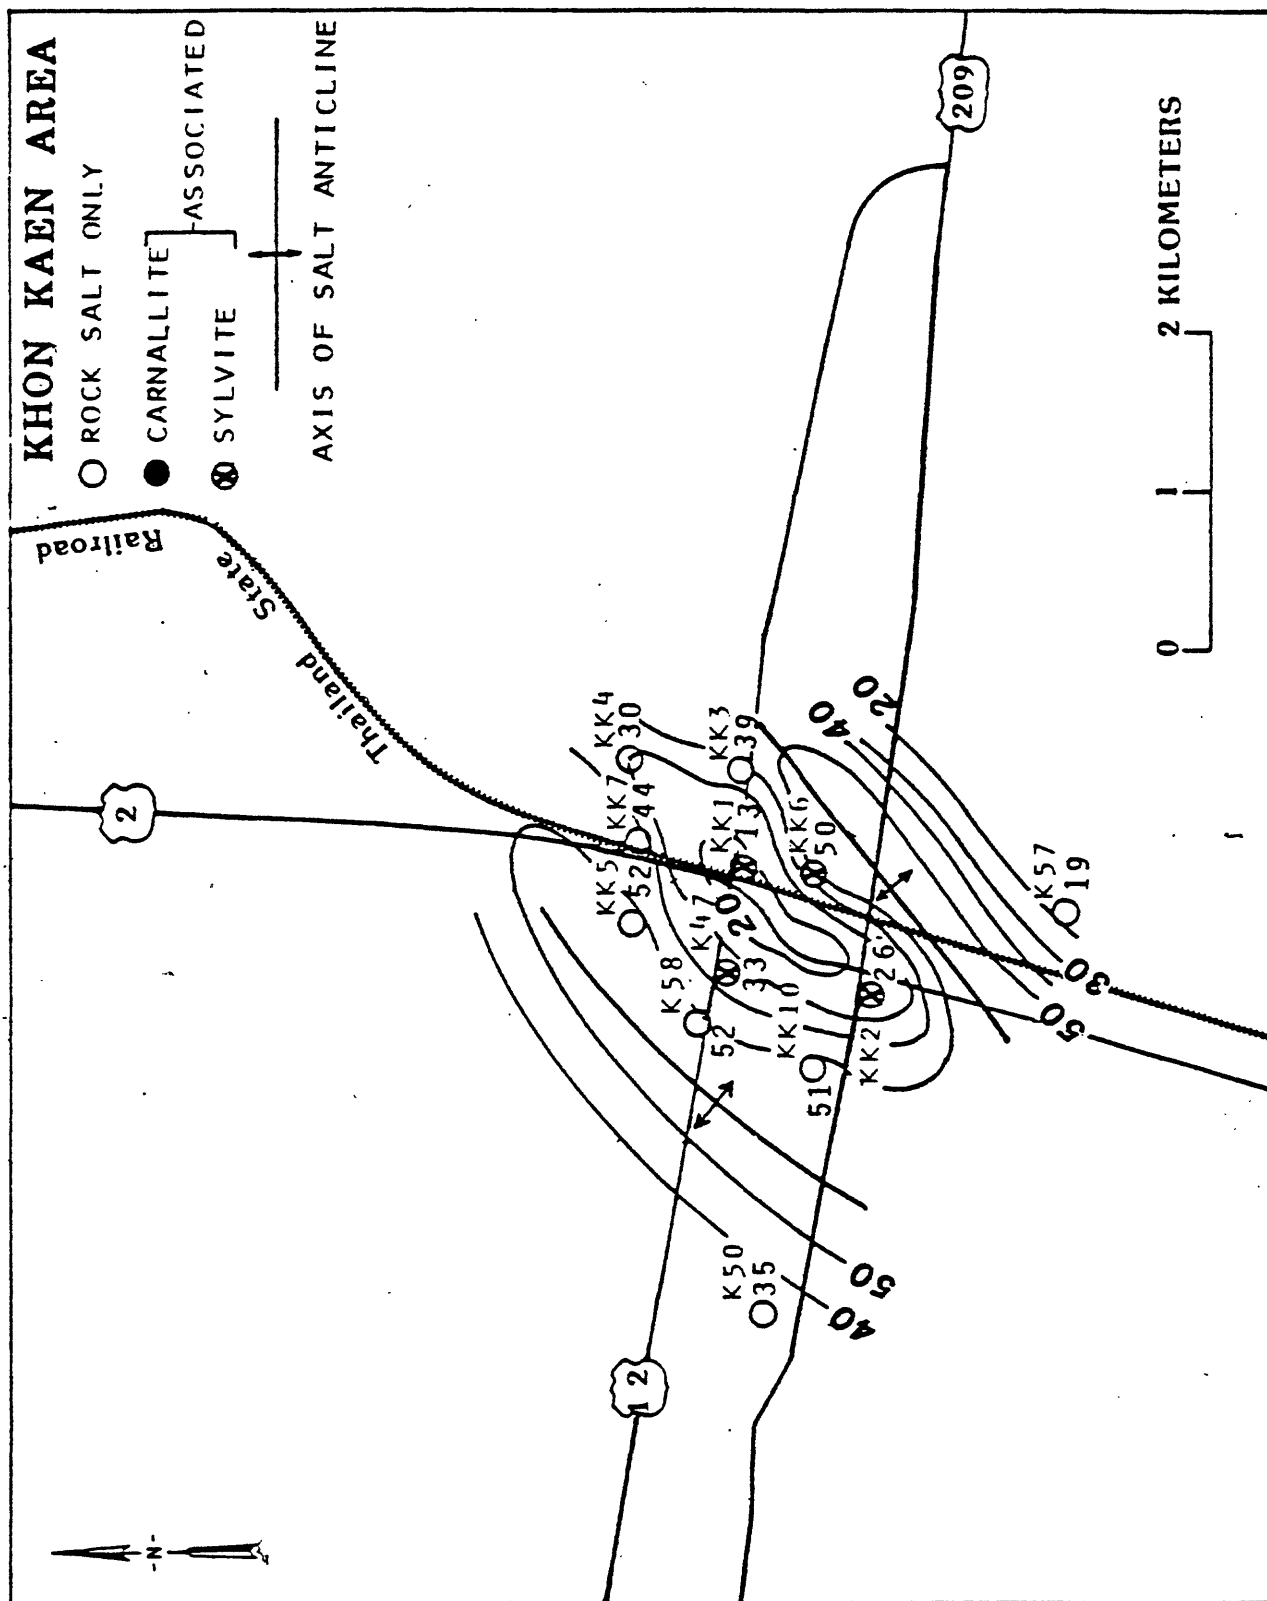 KHON KAEN AREA
ROCK SALT ONLY
CARNALLITE
SYLVITE
ASSOCIATED
AXIS OF SALT ANTICLINE
Thailand
State
Railroad
2
12
209
KK4
30
KK7
44
KK5
52
KK3
39
KK1
13
KK6
50
K47
33
K58
52
KK10
51
KK2
26
K57
19
K50
35
20
40
20
30
50
50
40
-N-
0 1 2 KILOMETERS